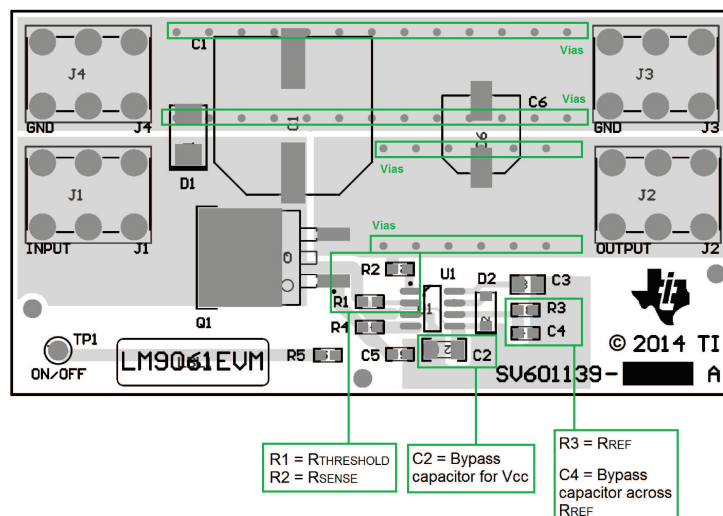 C1
Vias
J4
J3
GND
J4
C1
Vias
C6
C6
GND
J3
D1
Vias
J1
J2
INPUT
J1
Vias
OUTPUT
J2
Q1
R2
U1
D2
C3
R1
R3
R4
C4
TP1
ON/OFF
LM9061EVM
R5
C5
C2
© 2014 TI
SV601139-
A
R1 = RTHRESHOLD
R2 = RSENSE
C2 = Bypass
capacitor for Vcc
R3 = RREF
C4 = Bypass
capacitor across
RREF